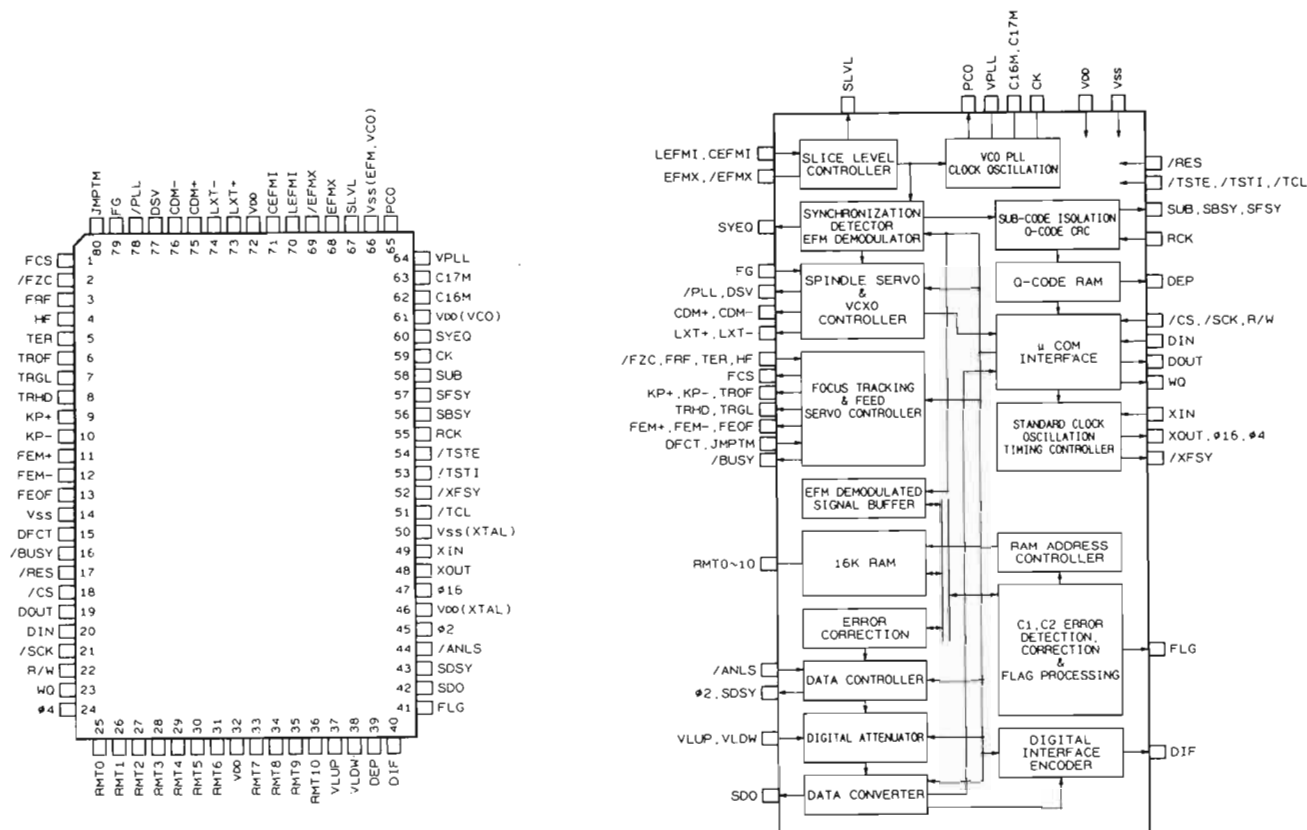 JMPTM
FG
/PLL
DSV
CDM-
CDM+
LXT-
LXT+
VDD
CEFMI
LEFMI
/EFMX
EFMX
SLVL
Vss(EFM, VCO)
PCO
80
79
78
77
76
75
74
73
72
71
70
69
68
67
66
65
FCS 1
/FZC 2
FRF 3
HF 4
TER 5
TROF 6
TRGL 7
TRHD 8
KP+ 9
KP- 10
FEM+ 11
FEM- 12
FEOF 13
Vss 14
DFCT 15
/BUSY 16
/RES 17
/CS 18
DOUT 19
DIN 20
/SCK 21
R/W 22
WQ 23
ø4 24
64 VPLL
63 C17M
62 C16M
61 VDD(VCO)
60 SYEQ
59 CK
58 SUB
57 SFSY
56 SBSY
55 RCK
54 /TSTE
53 /TSTI
52 /XFSY
51 /TCL
50 Vss(XTAL)
49 XIN
48 XOUT
47 ø16
46 VDD(XTAL)
45 ø2
44 /ANLS
43 SDSY
42 SDO
41 FLG
25
26
27
28
29
30
31
32
33
34
35
36
37
38
39
40
RMT0
RMT1
RMT2
RMT3
RMT4
RMT5
RMT6
VDD
RMT7
RMT8
RMT9
RMT10
VLUP
VLDW
DEP
DIF
SLVL
PCO
VPLL
C16M, C17M
CK
VDD
Vss
LEFMI, CEFMI
EFMX, /EFMX
SYEQ
FG
/PLL, DSV
CDM+, CDM-
LXT+, LXT-
/FZC, FRF, TER, HF
FCS
KP+, KP-, TROF
TRHD, TRGL
FEM+, FEM-, FEOF
DFCT, JMPTM
/BUSY
RMT0~10
/ANLS
ø2, SDSY
VLUP, VLDW
SDO
SLICE LEVEL
CONTROLLER
SYNCHRONIZATION
DETECTOR
EFM DEMODULATOR
SPINDLE SERVO
&
VCXO
CONTROLLER
FOCUS TRACKING
& FEED
SERVO CONTROLLER
EFM DEMODULATED
SIGNAL BUFFER
16K RAM
ERROR
CORRECTION
DATA CONTROLLER
DIGITAL ATTENUATOR
DATA CONVERTER
VCO PLL
CLOCK OSCILLATION
SUB-CODE ISOLATION
Q-CODE CRC
Q-CODE RAM
μ COM
INTERFACE
STANDARD CLOCK
OSCILLATION
TIMING CONTROLLER
RAM ADDRESS
CONTROLLER
C1, C2 ERROR
DETECTION,
CORRECTION
&
FLAG PROCESSING
DIGITAL
INTERFACE
ENCODER
/RES
/TSTE, /TSTI, /TCL
SUB, SBSY, SFSY
RCK
DEP
/CS, /SCK, R/W
DIN
DOUT
WQ
XIN
XOUT, ø16, ø4
/XFSY
FLG
DIF